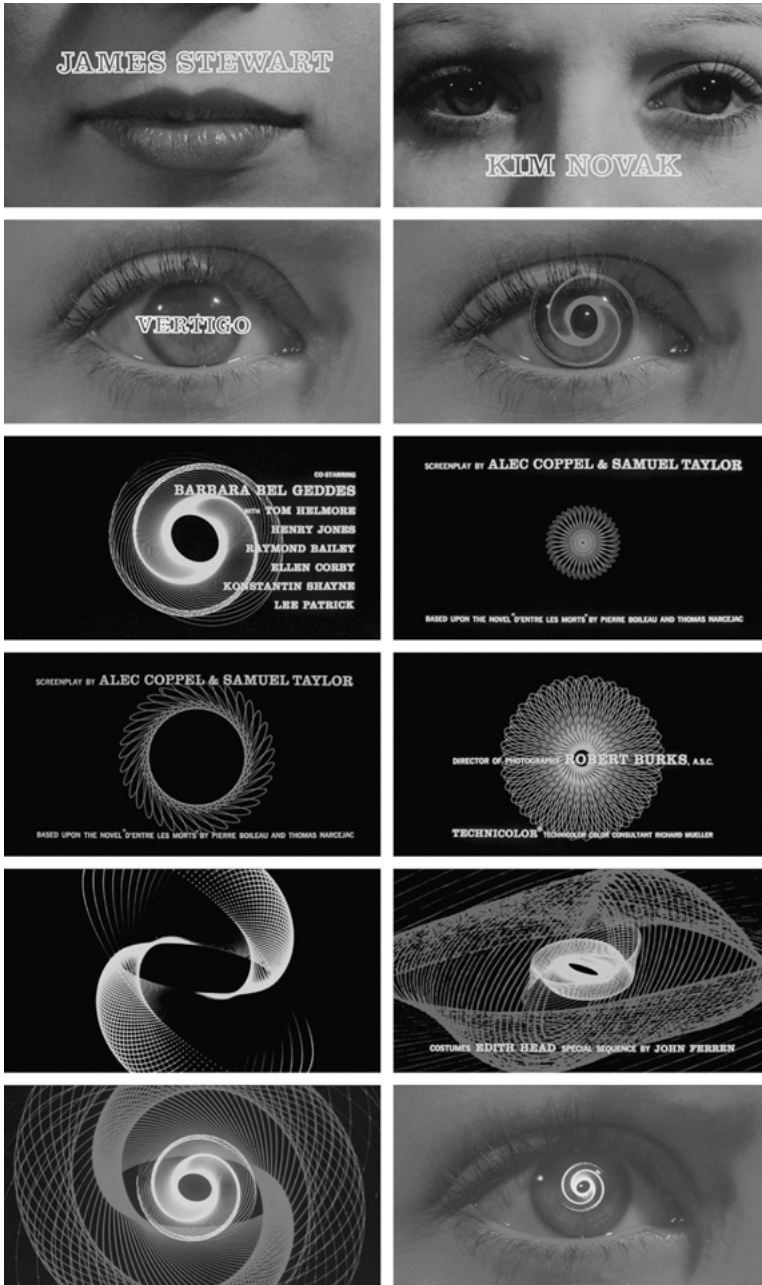 JAMES STEWART
KIM NOVAK
VERTIGO
CO-STARRING
BARBARA BEL GEDDES
WITH TOM HELMORE
HENRY JONES
RAYMOND BAILEY
ELLEN CORBY
KONSTANTIN SHAYNE
LEE PATRICK
SCREENPLAY BY ALEC COPPEL & SAMUEL TAYLOR
BASED UPON THE NOVEL "D'ENTRE LES MORTS" BY PIERRE BOILEAU AND THOMAS NARCEJAC
SCREENPLAY BY ALEC COPPEL & SAMUEL TAYLOR
BASED UPON THE NOVEL "D'ENTRE LES MORTS" BY PIERRE BOILEAU AND THOMAS NARCEJAC
DIRECTOR OF PHOTOGRAPHY ROBERT BURKS, A.S.C.
TECHNICOLOR® TECHNICOLOR COLOR CONSULTANT RICHARD MUELLER
COSTUMES EDITH HEAD SPECIAL SEQUENCE BY JOHN FERREN